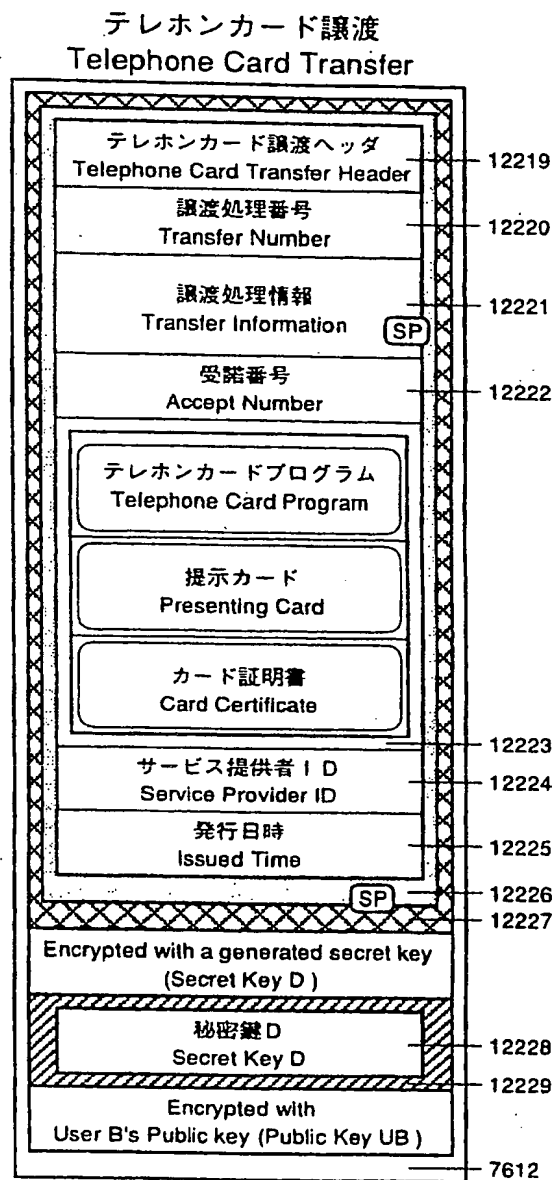 テレホンカード譲渡
Telephone Card Transfer
テレホンカード譲渡ヘッダ
Telephone Card Transfer Header
12219
譲渡処理番号
Transfer Number
12220
譲渡処理情報
Transfer Information
SP
12221
受諾番号
Accept Number
12222
テレホンカードプログラム
Telephone Card Program
提示カード
Presenting Card
カード証明書
Card Certificate
12223
サービス提供者ID
Service Provider ID
12224
発行日時
Issued Time
12225
SP
12226
12227
Encrypted with a generated secret key
(Secret Key D )
秘密鍵D
Secret Key D
12228
12229
Encrypted with
User B's Public key (Public Key UB )
7612